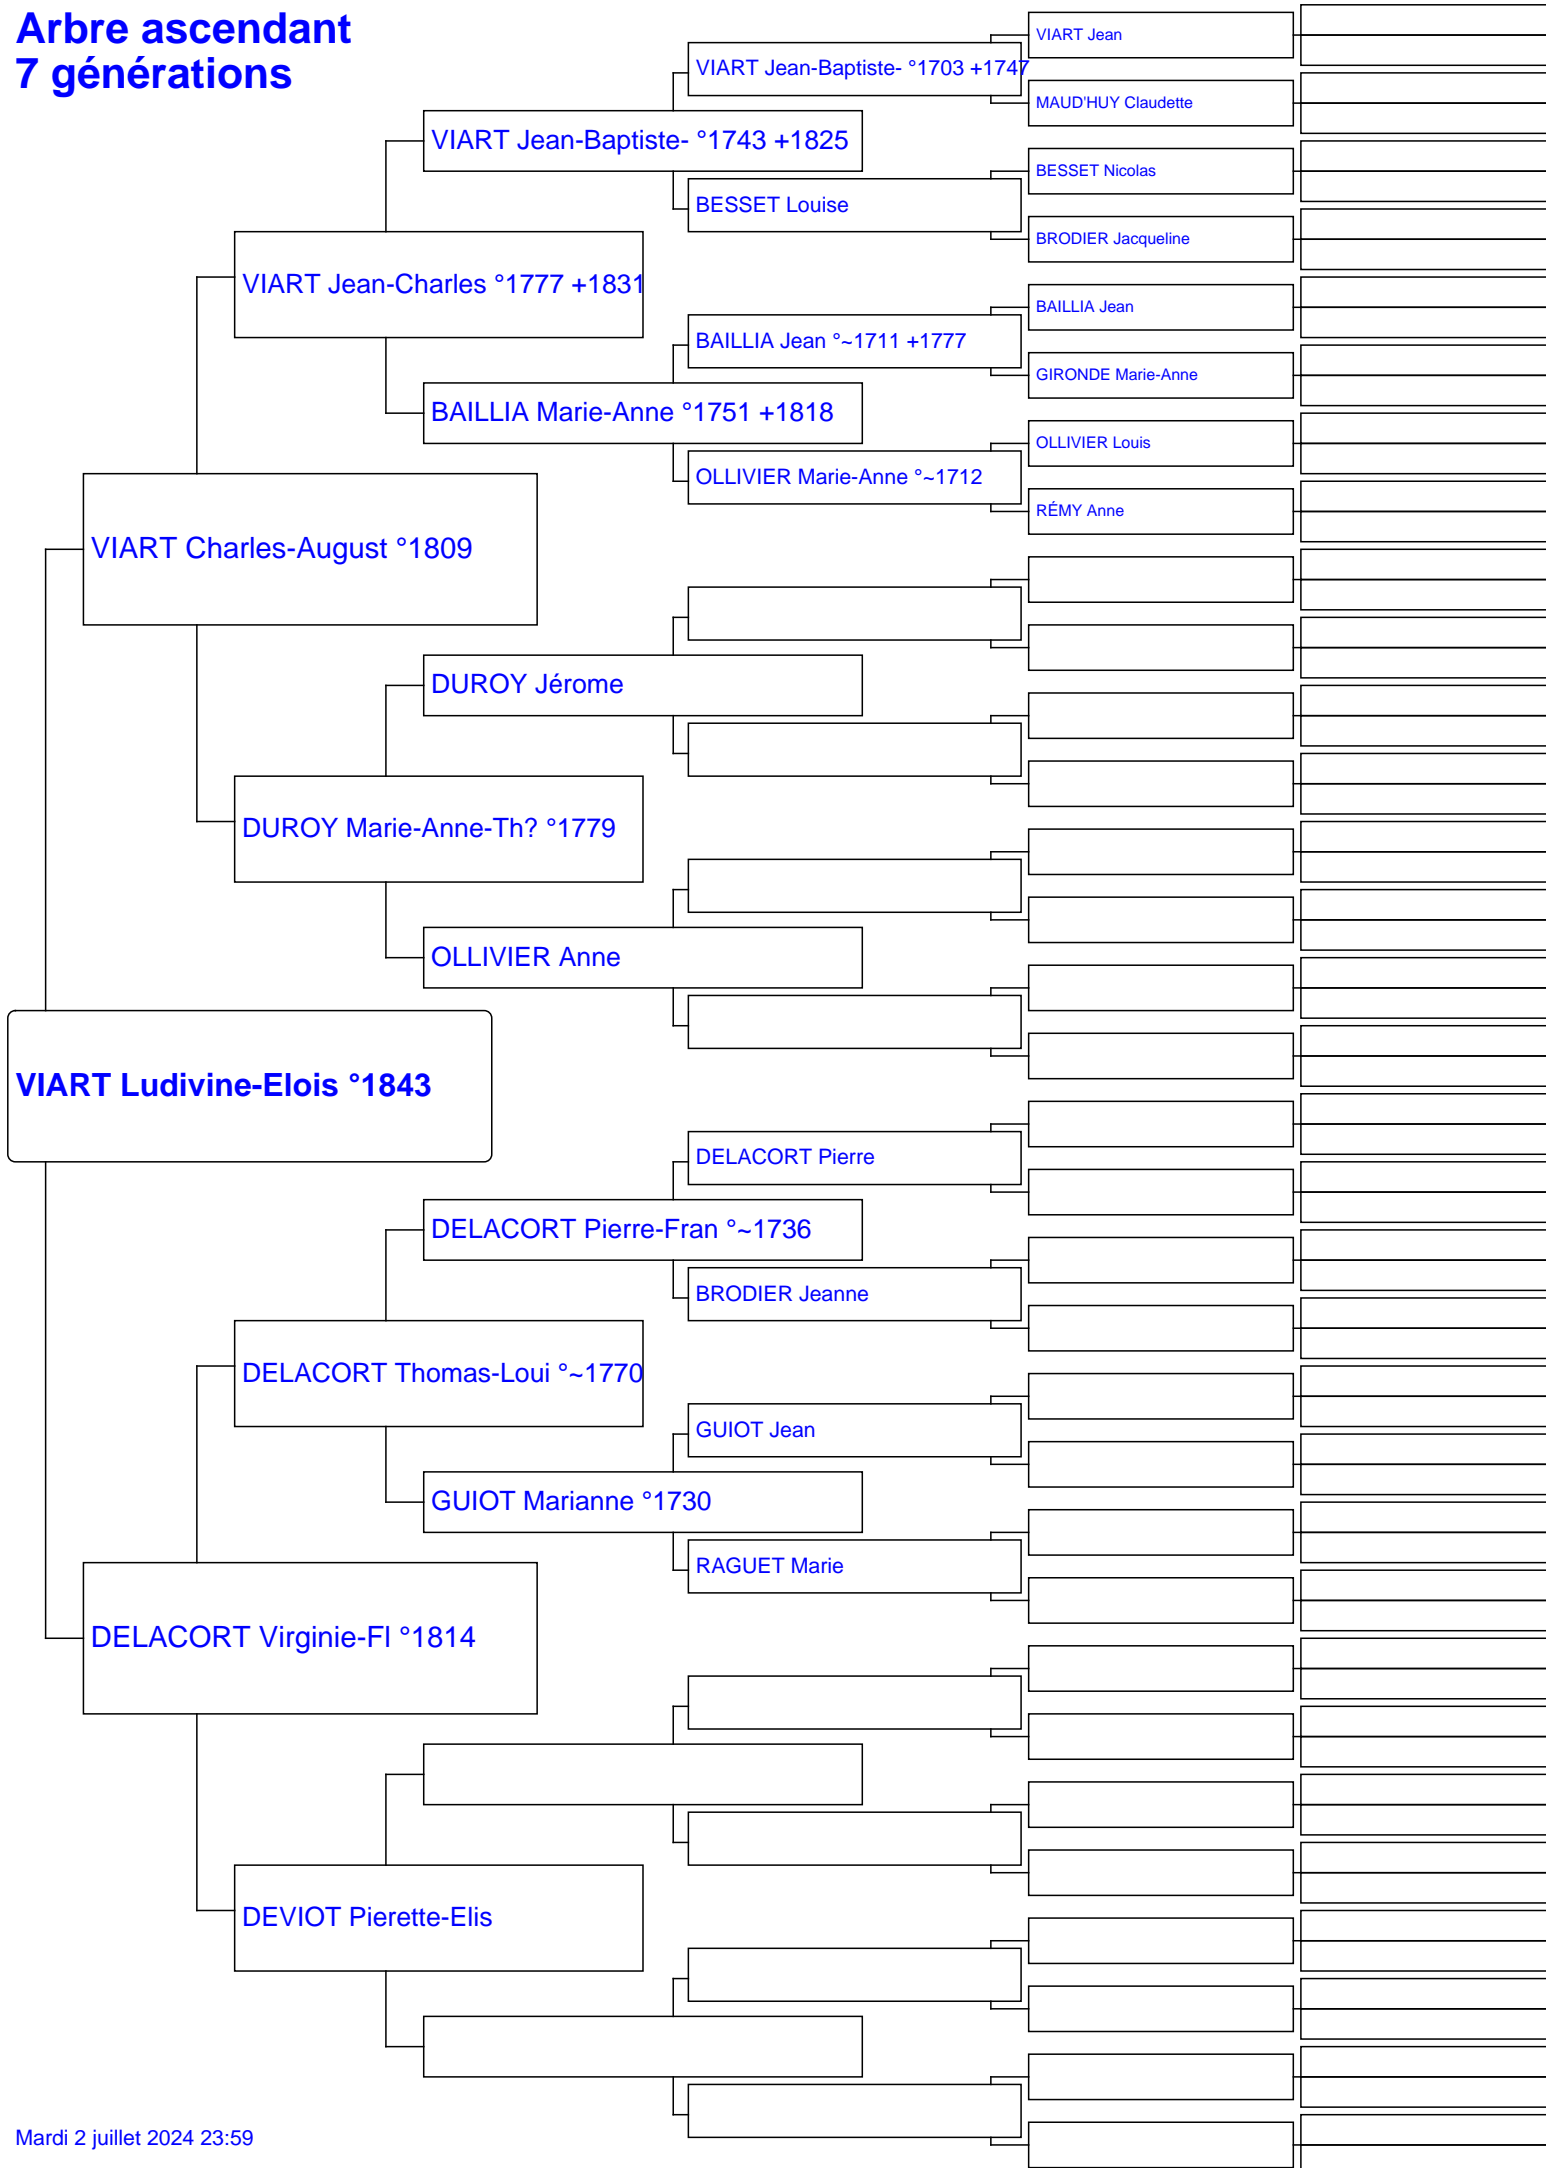 Arbre ascendant
7 générations
VIART Jean
VIART Jean-Baptiste- °1703 +1747
MAUD'HUY Claudette
VIART Jean-Baptiste- °1743 +1825
BESSET Nicolas
BESSET Louise
BRODIER Jacqueline
VIART Jean-Charles °1777 +1831
BAILLIA Jean
BAILLIA Jean °~1711 +1777
GIRONDE Marie-Anne
BAILLIA Marie-Anne °1751 +1818
OLLIVIER Louis
OLLIVIER Marie-Anne °~1712
RÉMY Anne
VIART Charles-August °1809
DUROY Jérome
DUROY Marie-Anne-Th? °1779
OLLIVIER Anne
VIART Ludivine-Elois °1843
DELACORT Pierre
DELACORT Pierre-Fran °~1736
BRODIER Jeanne
DELACORT Thomas-Loui °~1770
GUIOT Jean
GUIOT Marianne °1730
RAGUET Marie
DELACORT Virginie-Fl °1814
DEVIOT Pierette-Elis
Mardi 2 juillet 2024 23:59